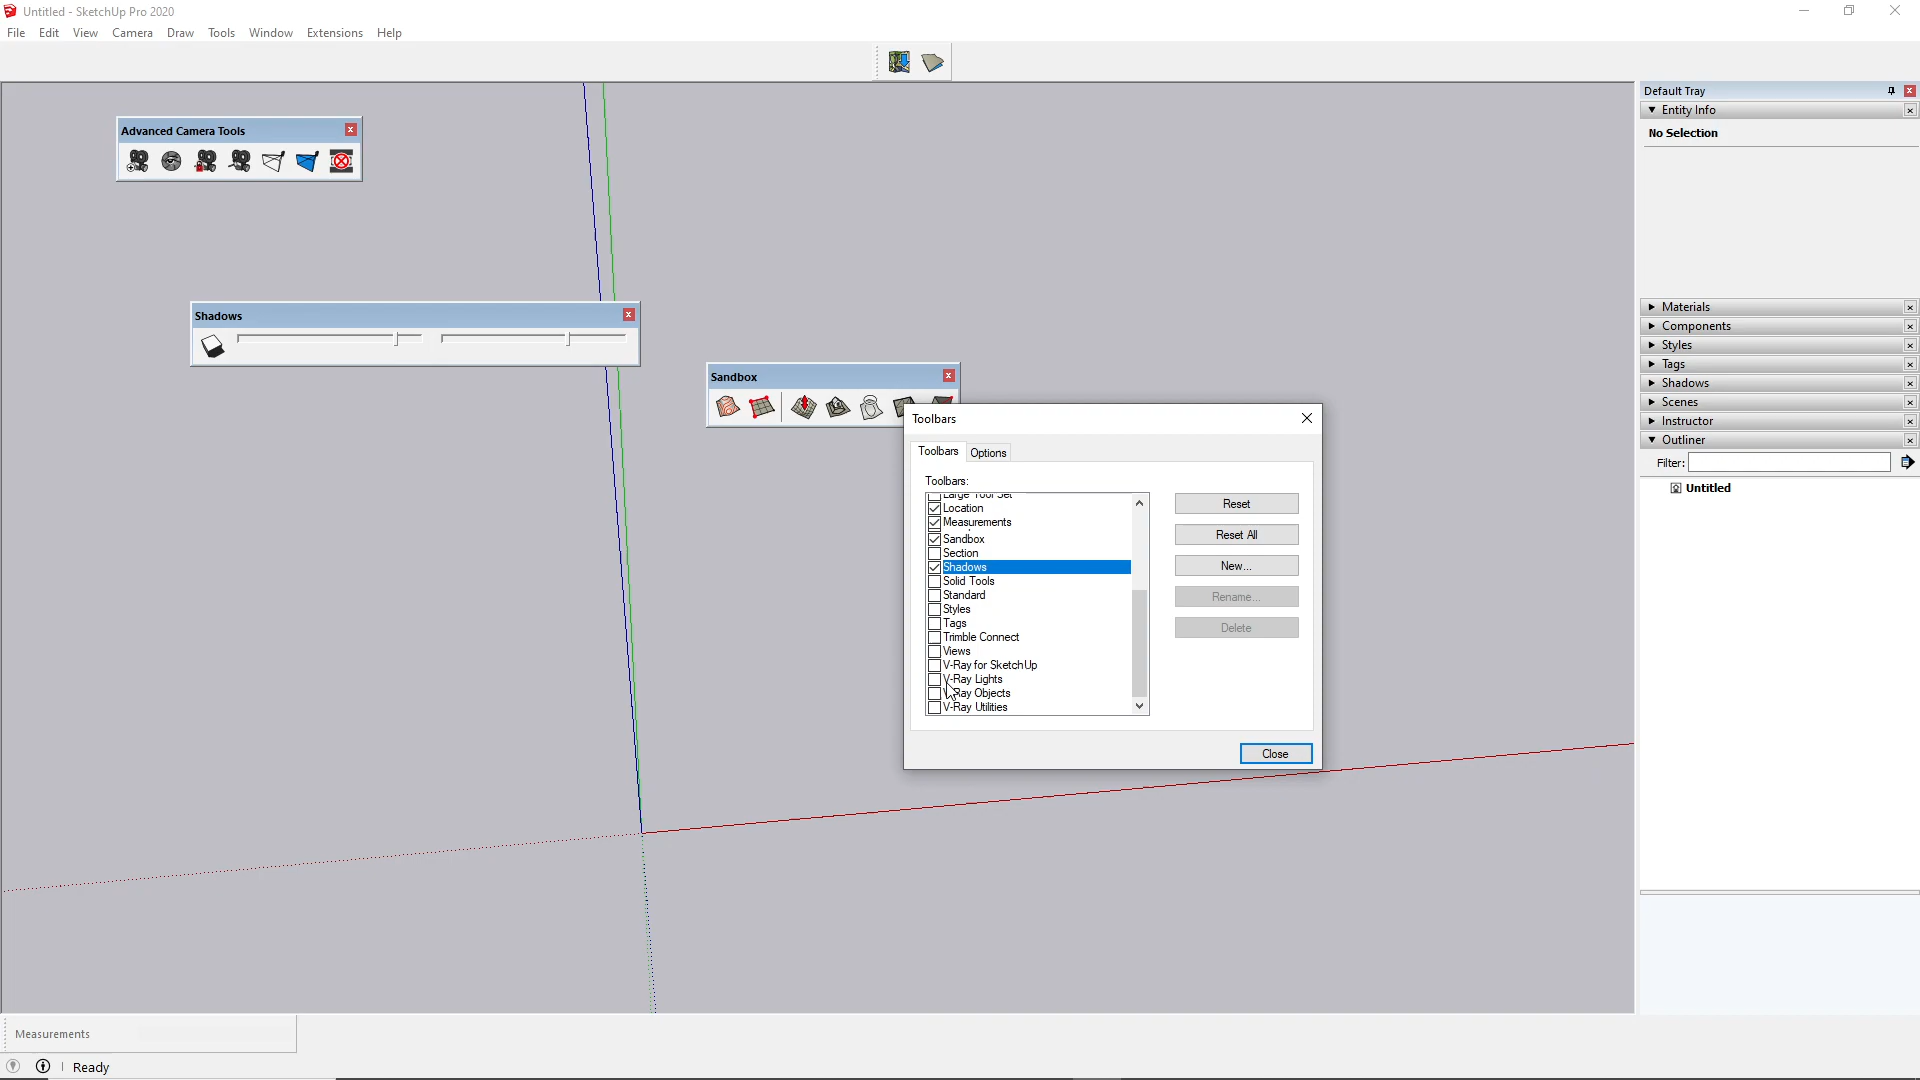 Untitled - SketchUp Pro 2020
File Edit View Camera Draw Tools Window Extensions Help
Default Tray
Entity Info
No Selection
Advanced Camera Tools
Materials
Components
Styles
Tags
Shadows
Scenes
Instructor
Outliner
Filter:
Untitled
Shadows
Sandbox
Toolbars
Toolbars Options
Toolbars:
Large Tool Set
Location
Measurements
Sandbox
Section
Shadows
Solid Tools
Standard
Styles
Tags
Trimble Connect
Views
V-Ray for SketchUp
V-Ray Lights
V-Ray Objects
V-Ray Utilities
Reset
Reset All
New...
Rename...
Delete
Close
Measurements
Ready